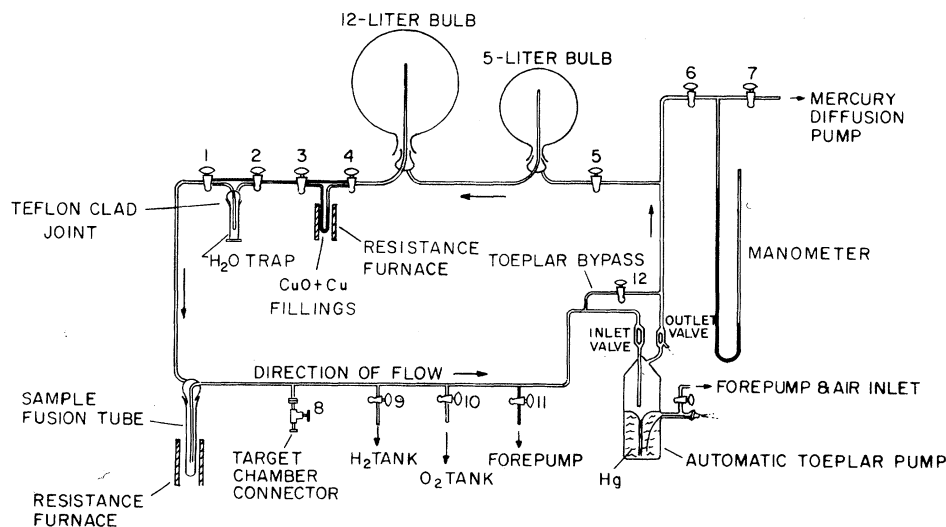 12-LITER BULB
5-LITER BULB
6
7
MERCURY
DIFFUSION
PUMP
1
2
3
4
5
TEFLON CLAD
JOINT
H2O TRAP
CuO+Cu
FILLINGS
RESISTANCE
FURNACE
TOEPLAR BYPASS
12
MANOMETER
INLET
VALVE
OUTLET
VALVE
DIRECTION OF FLOW
SAMPLE
FUSION TUBE
8
9
10
11
FOREPUMP & AIR INLET
TARGET
CHAMBER
CONNECTOR
H2 TANK
O2 TANK
FOREPUMP
Hg
AUTOMATIC TOEPLAR PUMP
RESISTANCE
FURNACE